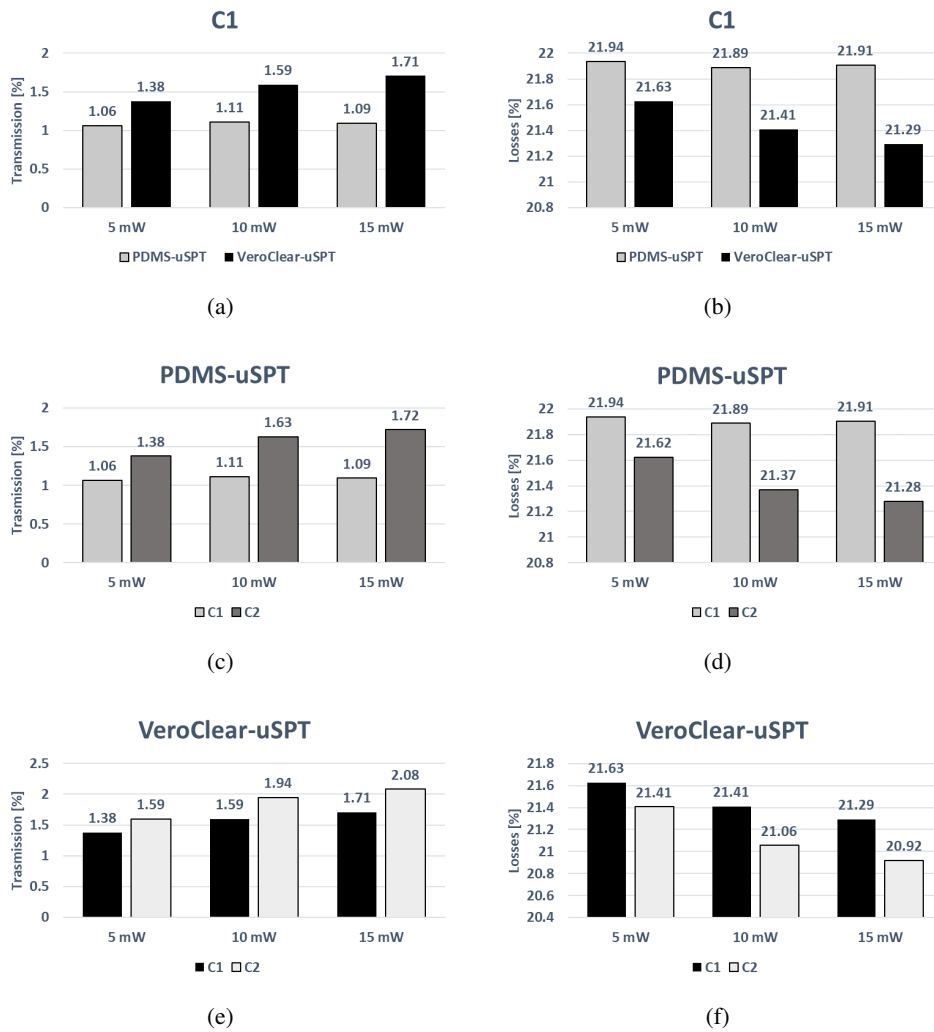 C1
Transmission [%]
2
1.5
1
0.5
0
1.06 1.38 1.11 1.59 1.09 1.71
5 mW 10 mW 15 mW
PDMS-uSPT VeroClear-uSPT
(a)
C1
Losses [%]
22
21.8
21.6
21.4
21.2
21
20.8
21.94 21.63 21.89 21.41 21.91 21.29
5 mW 10 mW 15 mW
PDMS-uSPT VeroClear-uSPT
(b)
PDMS-uSPT
Trasmission [%]
2
1.5
1
0.5
0
1.06 1.38 1.11 1.63 1.09 1.72
5 mW 10 mW 15 mW
C1 C2
(c)
PDMS-uSPT
Losses [%]
22
21.8
21.6
21.4
21.2
21
20.8
21.94 21.62 21.89 21.37 21.91 21.28
5 mW 10 mW 15 mW
C1 C2
(d)
VeroClear-uSPT
Trasmission [%]
2.5
2
1.5
1
0.5
0
1.38 1.59 1.59 1.94 1.71 2.08
5 mW 10 mW 15 mW
C1 C2
(e)
VeroClear-uSPT
Losses [%]
21.8
21.6
21.4
21.2
21
20.8
20.6
20.4
21.63 21.41 21.41 21.06 21.29 20.92
5 mW 10 mW 15 mW
C1 C2
(f)